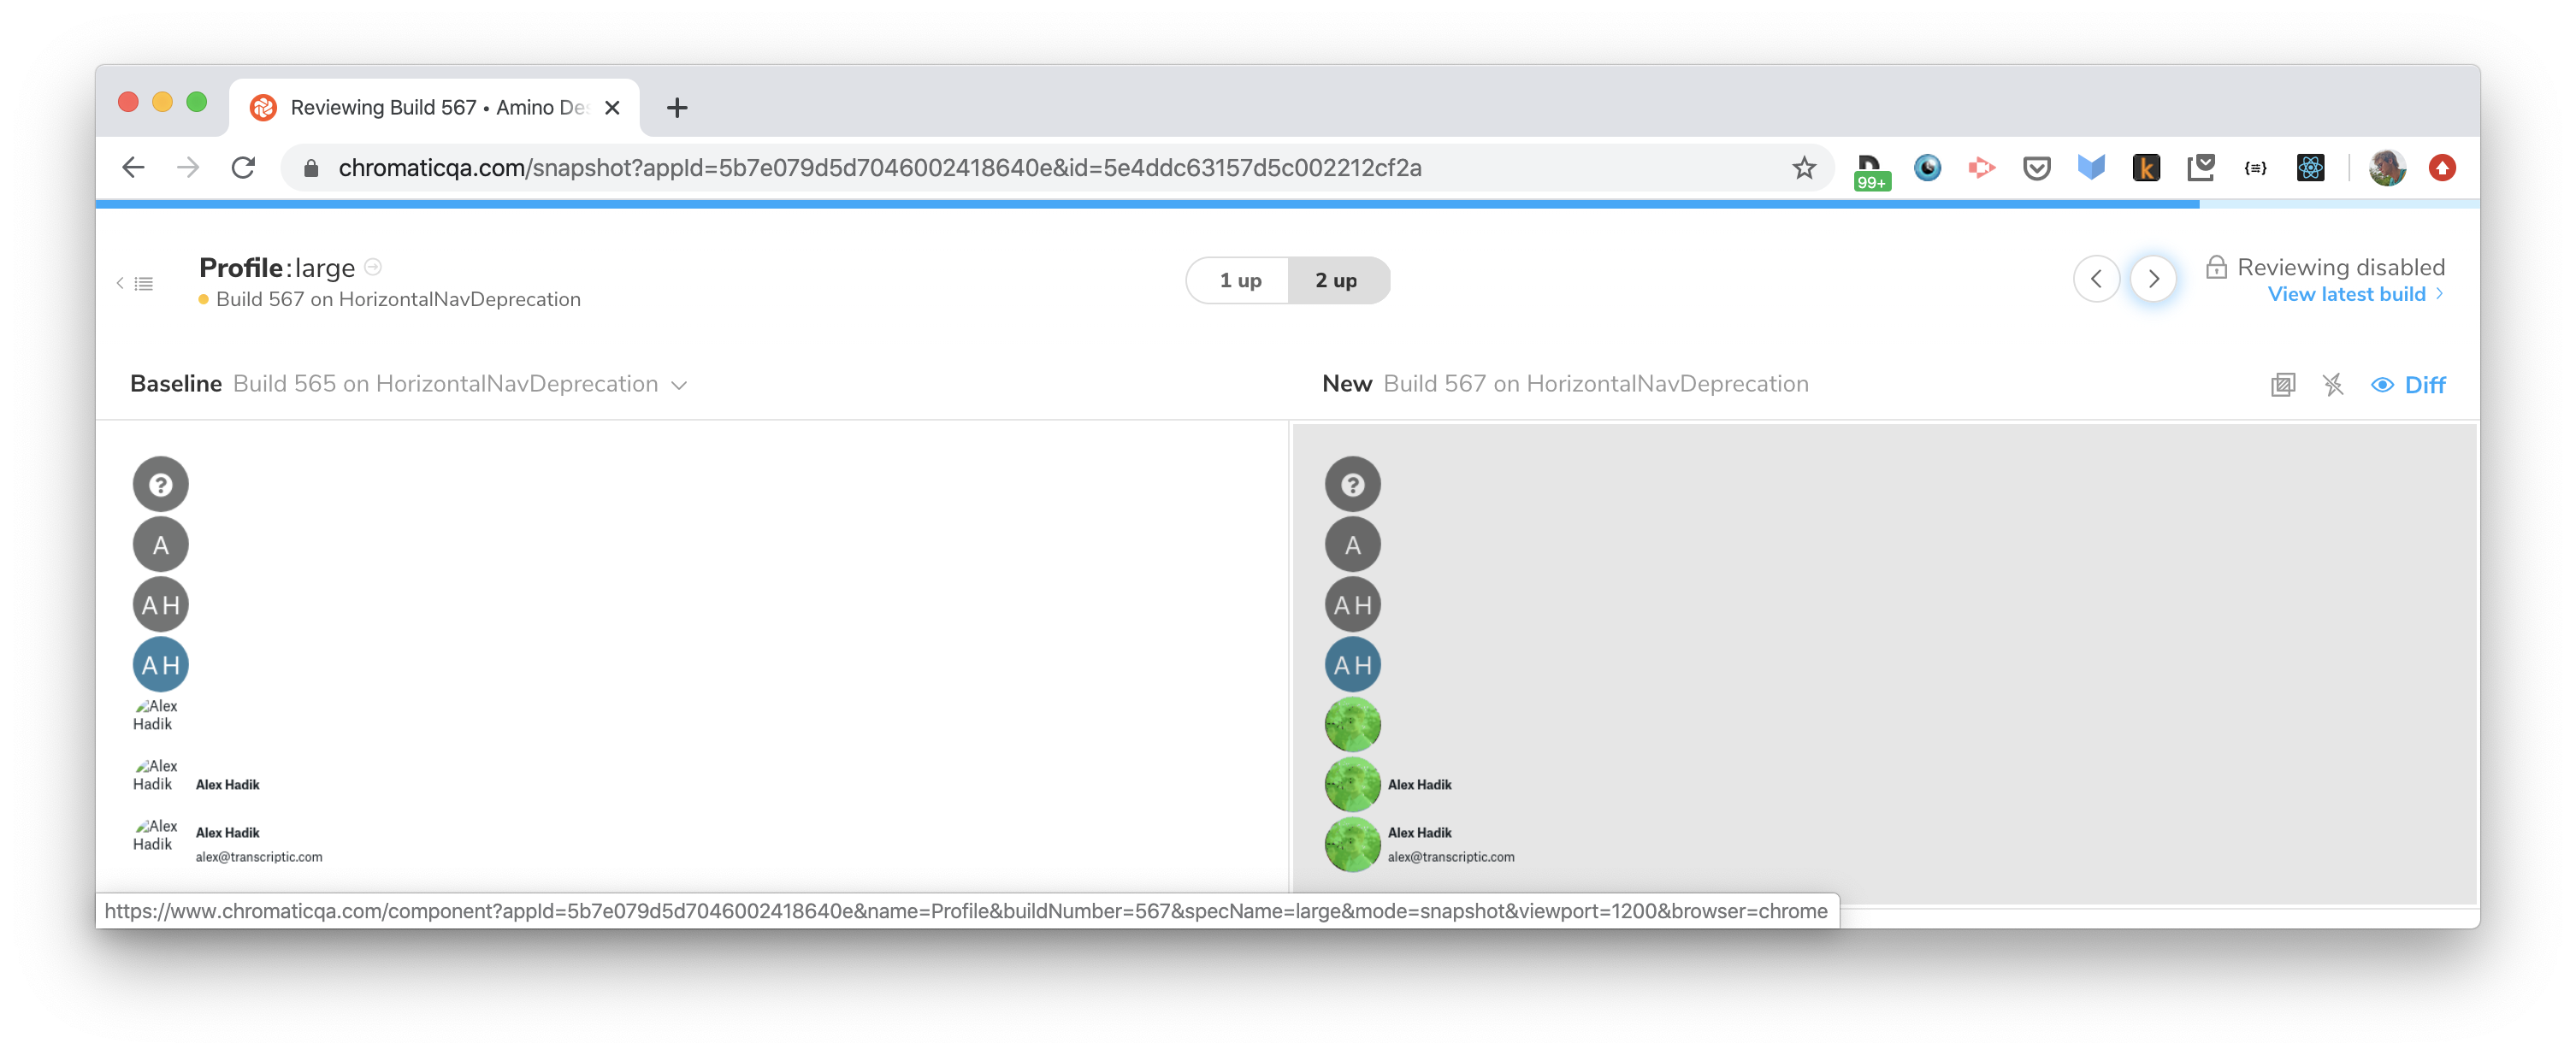 Reviewing Build 567 • Amino Des
chromaticqa.com/snapshot?appId=5b7e079d5d7046002418640e&id=5e4ddc63157d5c002212cf2a
99+
k
Profile:large
Build 567 on HorizontalNavDeprecation
1 up
2 up
Reviewing disabled
View latest build
Baseline Build 565 on HorizontalNavDeprecation
New Build 567 on HorizontalNavDeprecation
Diff
?
A
A H
A H
Alex
Hadik
Alex
Hadik
Alex Hadik
Alex
Hadik
Alex Hadik
alex@transcriptic.com
?
A
A H
A H
Alex Hadik
Alex Hadik
alex@transcriptic.com
https://www.chromaticqa.com/component?appId=5b7e079d5d7046002418640e&name=Profile&buildNumber=567&specName=large&mode=snapshot&viewport=1200&browser=chrome